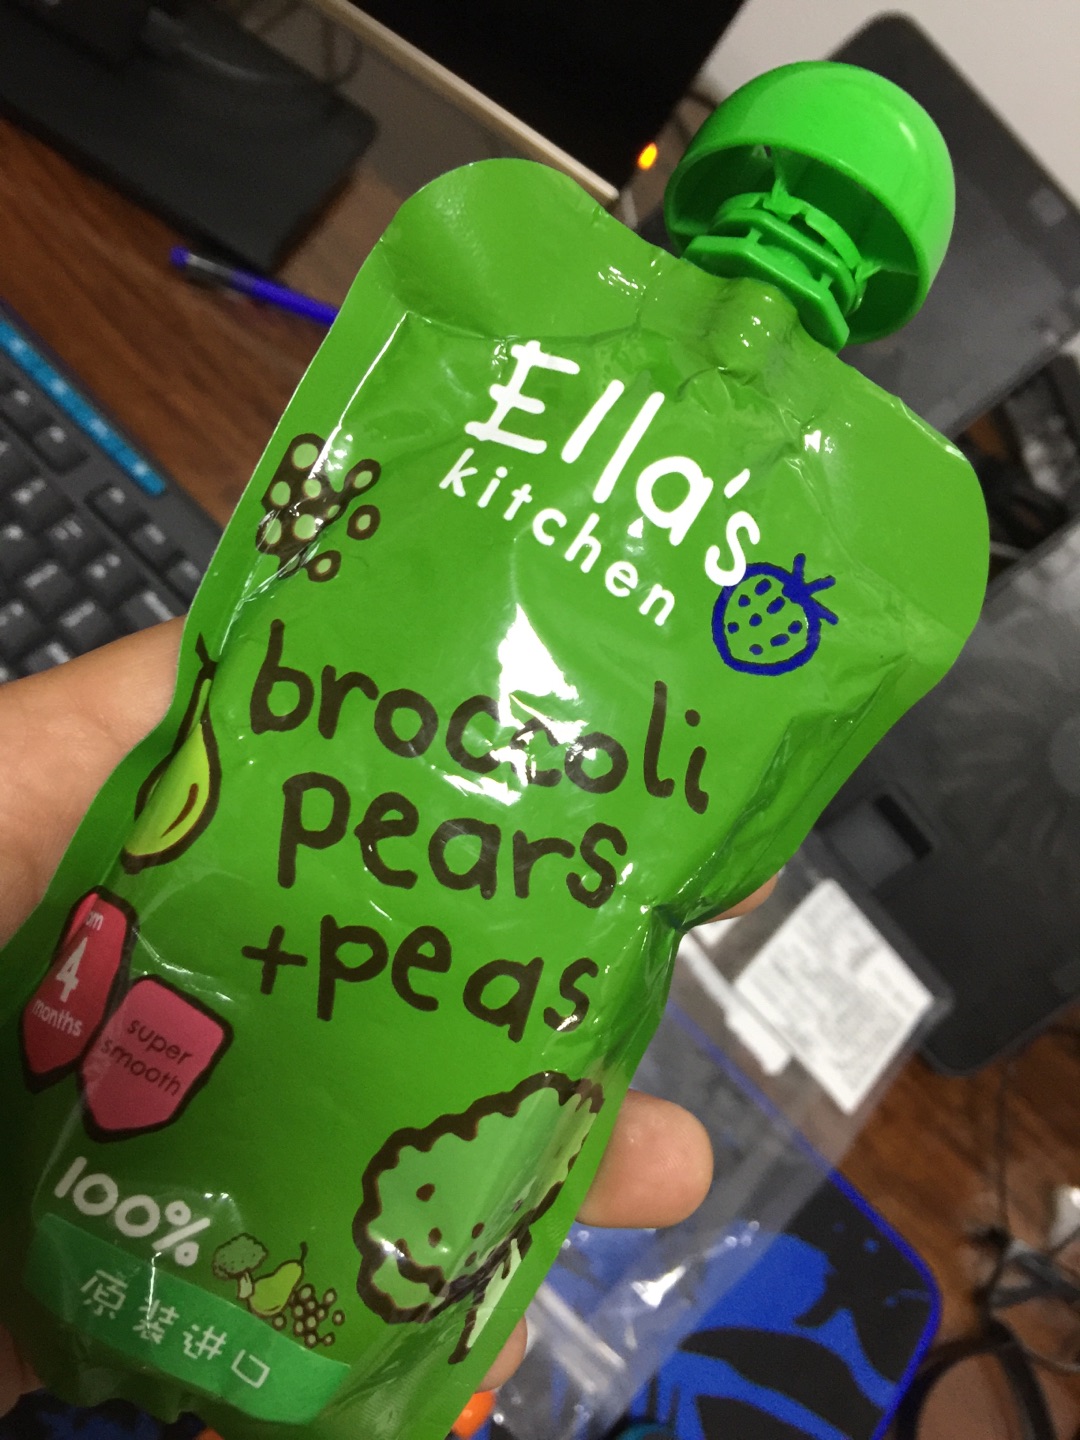 Ella's
kitchen
broccoli
pears
+peas
4
months
super
smooth
100%
原装进口